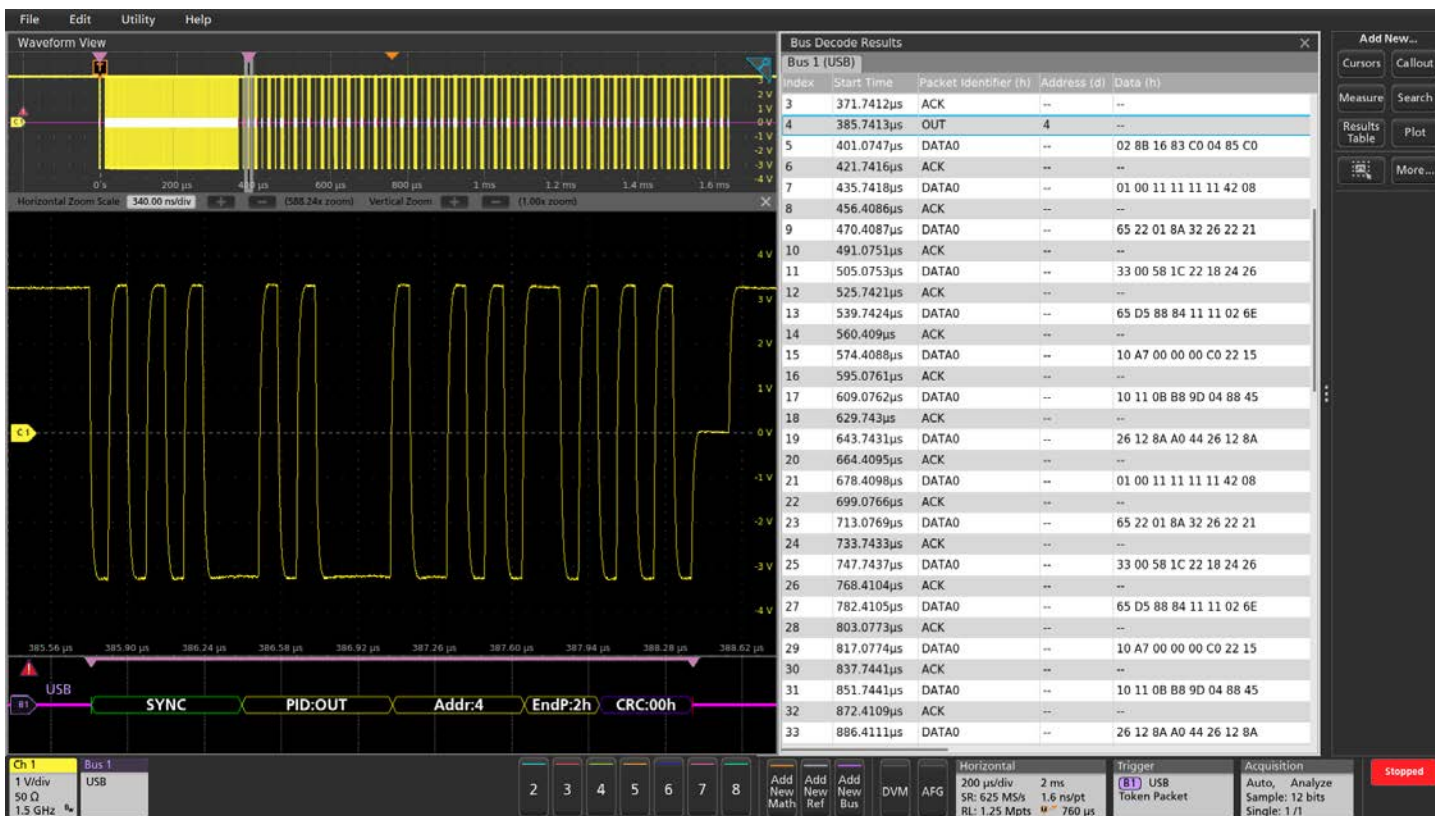 File Edit Utility Help
Waveform View
T
C1
2 V
1 V
0 V
-1 V
-2 V
-3 V
-4 V
0 s 200 µs 400 µs 600 µs 800 µs 1 ms 1.2 ms 1.4 ms 1.6 ms
Horizontal Zoom Scale 340.00 ns/div + - (588.24x zoom) Vertical Zoom + - (1.00x zoom) X
4 V
3 V
2 V
1 V
C1 0 V
-1 V
-2 V
-3 V
-4 V
385.56 µs 385.90 µs 386.24 µs 386.58 µs 386.92 µs 387.26 µs 387.60 µs 387.94 µs 388.28 µs 388.62 µs
USB
B1 SYNC PID:OUT Addr:4 EndP:2h CRC:00h
Bus Decode Results X
Bus 1 (USB)
Index Start Time Packet Identifier (h) Address (d) Data (h)
3 371.7412µs ACK -- --
4 385.7413µs OUT 4 --
5 401.0747µs DATA0 -- 02 8B 16 83 C0 04 85 C0
6 421.7416µs ACK -- --
7 435.7418µs DATA0 -- 01 00 11 11 11 11 42 08
8 456.4086µs ACK -- --
9 470.4087µs DATA0 -- 65 22 01 8A 32 26 22 21
10 491.0751µs ACK -- --
11 505.0753µs DATA0 -- 33 00 58 1C 22 18 24 26
12 525.7421µs ACK -- --
13 539.7424µs DATA0 -- 65 D5 88 84 11 11 02 6E
14 560.409µs ACK -- --
15 574.4088µs DATA0 -- 10 A7 00 00 00 C0 22 15
16 595.0761µs ACK -- --
17 609.0762µs DATA0 -- 10 11 0B B8 9D 04 88 45
18 629.743µs ACK -- --
19 643.7431µs DATA0 -- 26 12 8A A0 44 26 12 8A
20 664.4095µs ACK -- --
21 678.4098µs DATA0 -- 01 00 11 11 11 11 42 08
22 699.0766µs ACK -- --
23 713.0769µs DATA0 -- 65 22 01 8A 32 26 22 21
24 733.7433µs ACK -- --
25 747.7437µs DATA0 -- 33 00 58 1C 22 18 24 26
26 768.4104µs ACK -- --
27 782.4105µs DATA0 -- 65 D5 88 84 11 11 02 6E
28 803.0773µs ACK -- --
29 817.0774µs DATA0 -- 10 A7 00 00 00 C0 22 15
30 837.7441µs ACK -- --
31 851.7441µs DATA0 -- 10 11 0B B8 9D 04 88 45
32 872.4109µs ACK -- --
33 886.4111µs DATA0 -- 26 12 8A A0 44 26 12 8A
Add New...
Cursors Callout
Measure Search
Results Table Plot
More...
Ch 1
1 V/div
50 Ω
1.5 GHz
Bus 1
USB
2 3 4 5 6 7 8
Add New Math
Add New Ref
Add New Bus
DVM
AFG
Horizontal
200 µs/div 2 ms
SR: 625 MS/s 1.6 ns/pt
RL: 1.25 Mpts 760 µs
Trigger
B1 USB
Token Packet
Acquisition
Auto, Analyze
Sample: 12 bits
Single: 1 /1
Stopped